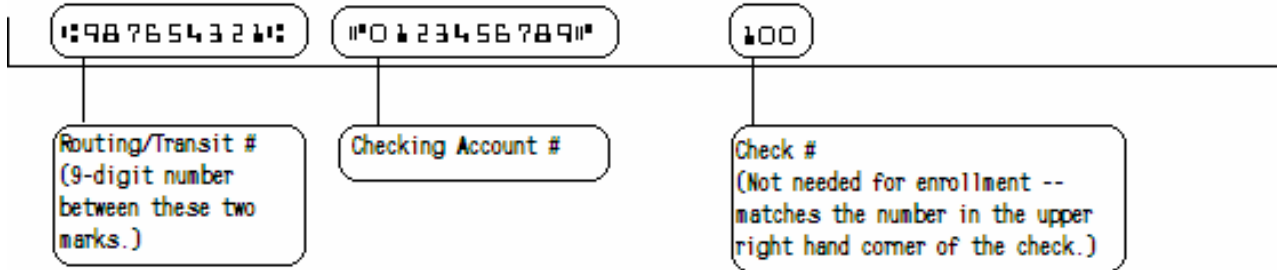 ⑆987654321⑆ ⑈0123456789⑈ 100
Routing/Transit #
(9-digit number
between these two
marks.)
Checking Account #
Check #
(Not needed for enrollment --
matches the number in the upper
right hand corner of the check.)